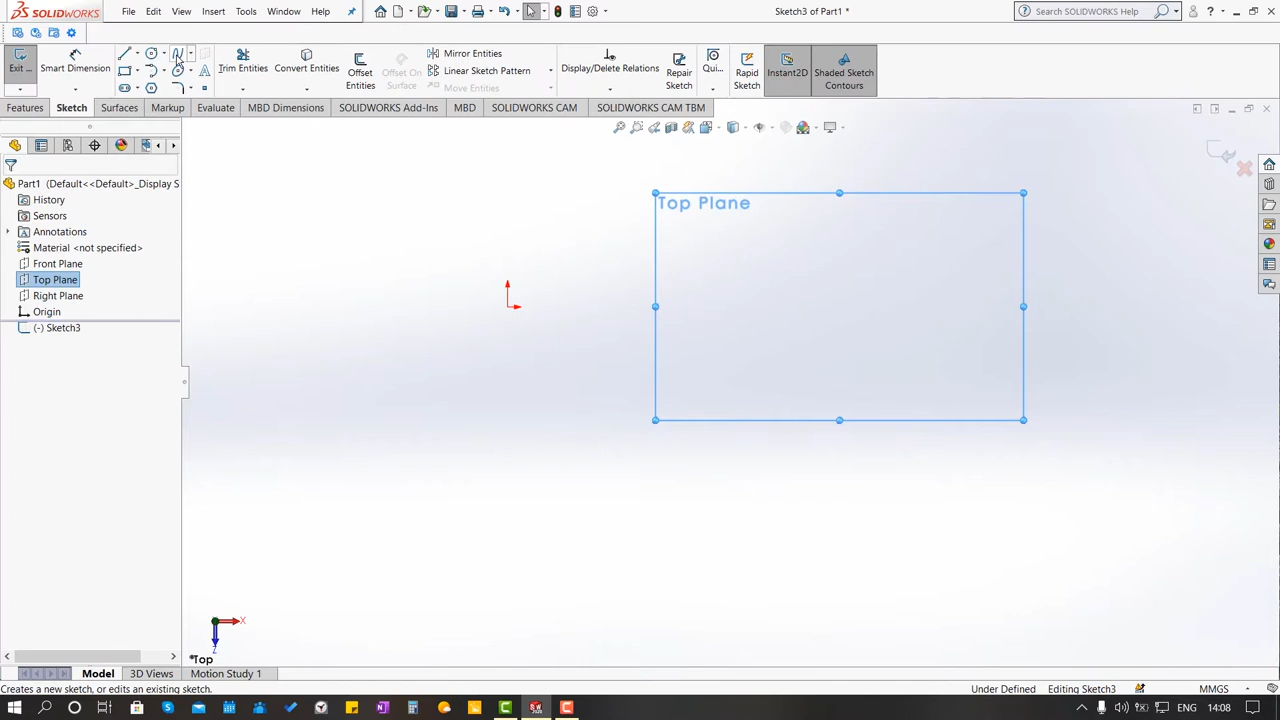 SOLIDWORKS
File
Edit
View
Insert
Tools
Window
Help
Sketch3 of Part1 *
SOLIDWORKS Help
Exit ...
Smart Dimension
Trim Entities
Convert Entities
Offset Entities
Offset On Surface
Mirror Entities
Linear Sketch Pattern
Move Entities
Display/Delete Relations
Repair Sketch
Qui...
Rapid Sketch
Instant2D
Shaded Sketch Contours
Features
Sketch
Surfaces
Markup
Evaluate
MBD Dimensions
SOLIDWORKS Add-Ins
MBD
SOLIDWORKS CAM
SOLIDWORKS CAM TBM
Part1 (Default<<Default>_Display S
History
Sensors
Annotations
Material <not specified>
Front Plane
Top Plane
Right Plane
Origin
(-) Sketch3
Top Plane
X
Z
*Top
Model
3D Views
Motion Study 1
Creates a new sketch, or edits an existing sketch.
Under Defined
Editing Sketch3
MMGS
ENG
14:08